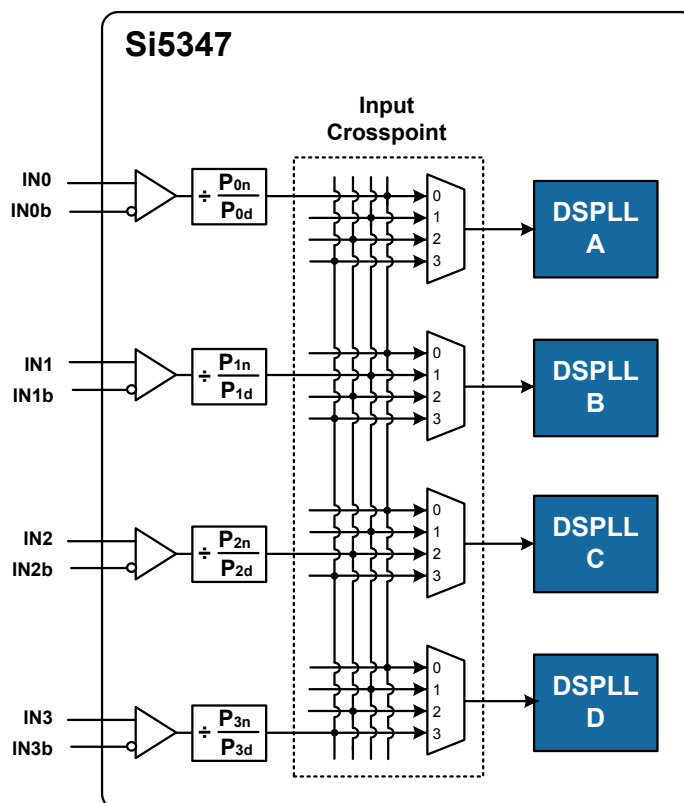 Si5347
Input
Crosspoint
IN0
IN0b
÷ P0n
P0d
0
1
2
3
DSPLL
A
IN1
IN1b
÷ P1n
P1d
0
1
2
3
DSPLL
B
IN2
IN2b
÷ P2n
P2d
0
1
2
3
DSPLL
C
IN3
IN3b
÷ P3n
P3d
0
1
2
3
DSPLL
D